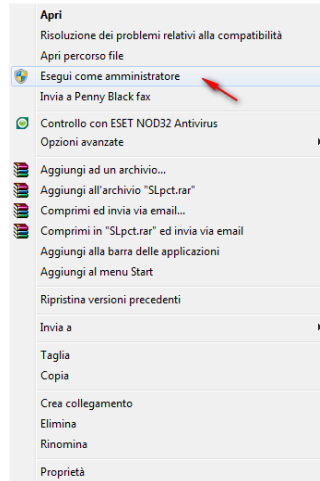 Apri
Risoluzione dei problemi relativi alla compatibilità
Apri percorso file
Esegui come amministratore
Invia a Penny Black fax
Controllo con ESET NOD32 Antivirus
Opzioni avanzate
Aggiungi ad un archivio...
Aggiungi all'archivio "SLpct.rar"
Comprimi ed invia via email...
Comprimi in "SLpct.rar" ed invia via email
Aggiungi alla barra delle applicazioni
Aggiungi al menu Start
Ripristina versioni precedenti
Invia a
Taglia
Copia
Crea collegamento
Elimina
Rinomina
Proprietà